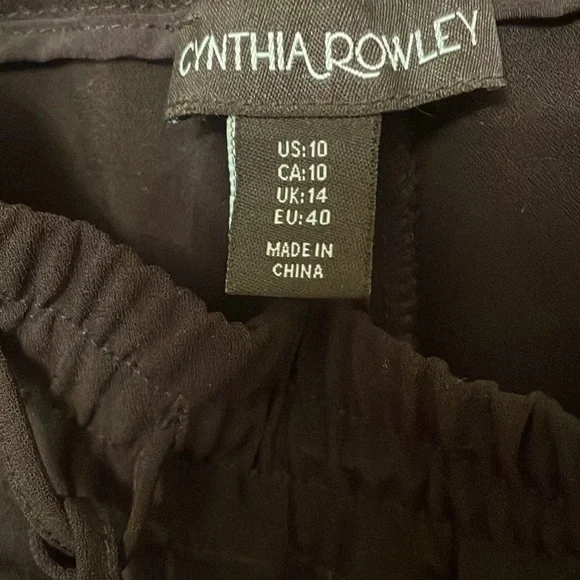 CYNTHIA ROWLEY
US:10
CA:10
UK:14
EU:40
MADE IN
CHINA